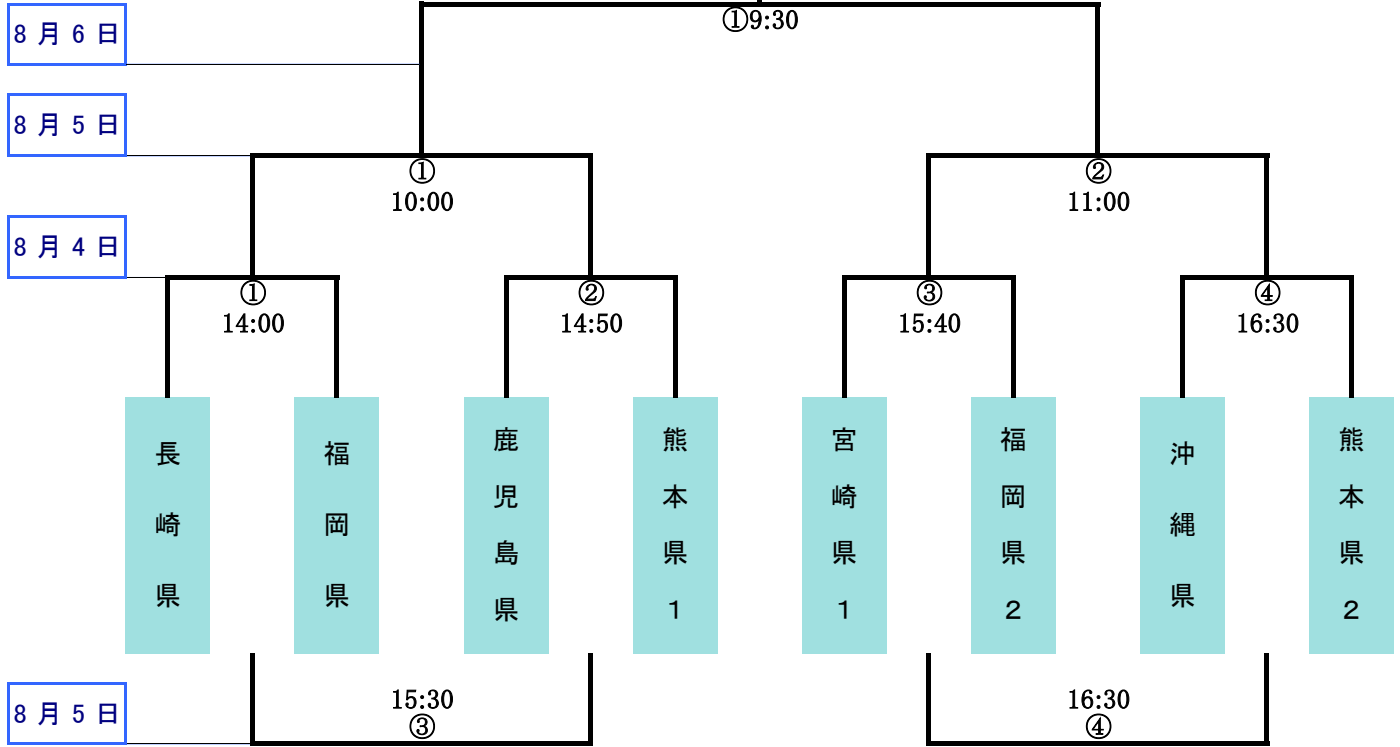 8 月 6 日
①9:30
8 月 5 日
①
10:00
②
11:00
8 月 4 日
①
14:00
②
14:50
③
15:40
④
16:30
長崎県
福岡県
鹿児島県
熊本県1
宮崎県1
福岡県2
沖縄県
熊本県2
8 月 5 日
15:30
③
16:30
④